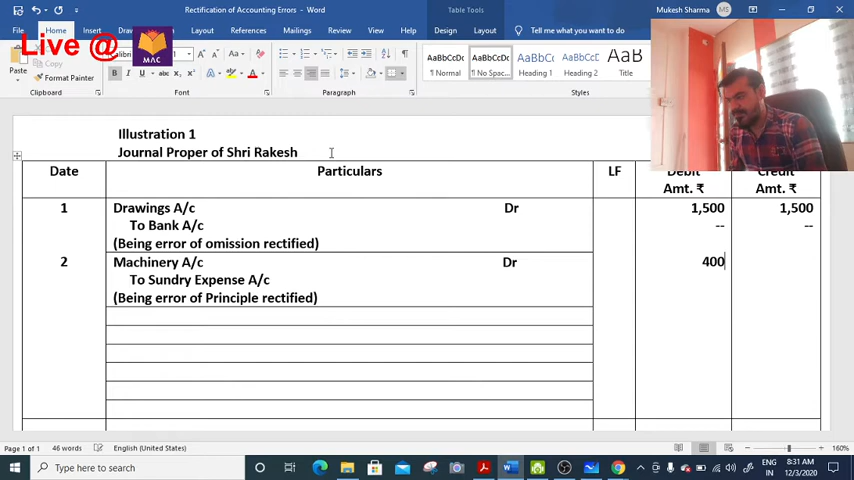 Rectification of Accounting Errors - Word
Table Tools
Mukesh Sharma
MS
File
Home
Insert
Draw
Layout
References
Mailings
Review
View
Help
Design
Layout
Tell me what you want to do
Live @
MAC
Paste
Format Painter
Clipboard
Font
Paragraph
Styles
AaBbCcDc
AaBbCcDc
AaBbCc
AaBbCcD
AaB
¶ Normal
¶ No Spac...
Heading 1
Heading 2
Title
Illustration 1
Journal Proper of Shri Rakesh
Date
Particulars
LF
Debit
Amt. ₹
Credit
Amt. ₹
1
Drawings A/c
Dr
1,500
1,500
To Bank A/c
--
--
(Being error of omission rectified)
2
Machinery A/c
Dr
400
To Sundry Expense A/c
(Being error of Principle rectified)
Page 1 of 1
46 words
English (United States)
160%
Type here to search
ENG
IN
8:31 AM
12/3/2020